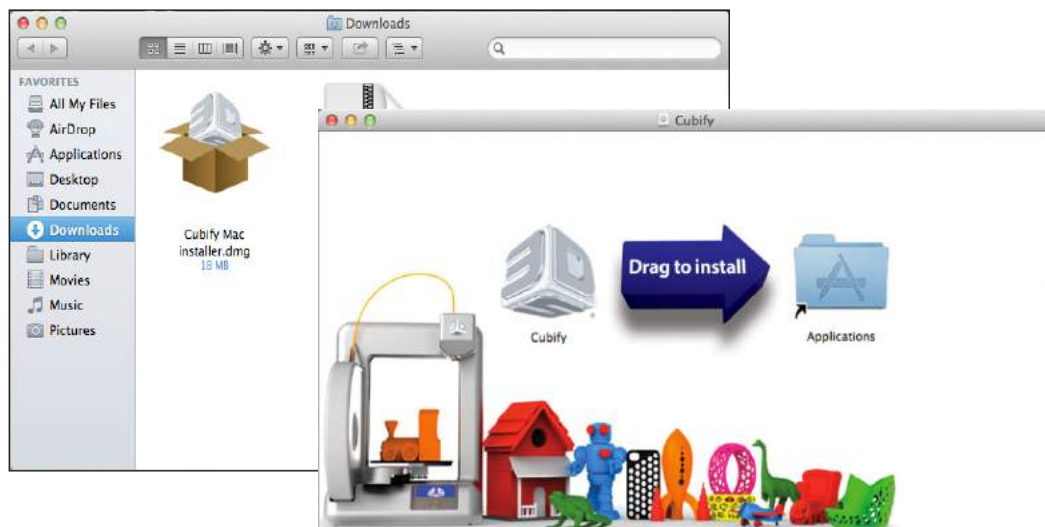 Downloads
FAVORITES
All My Files
AirDrop
Applications
Desktop
Documents
Downloads
Library
Movies
Music
Pictures
Cubify Mac
installer.dmg
18 MB
Cubify
Drag to install
Cubify
Applications